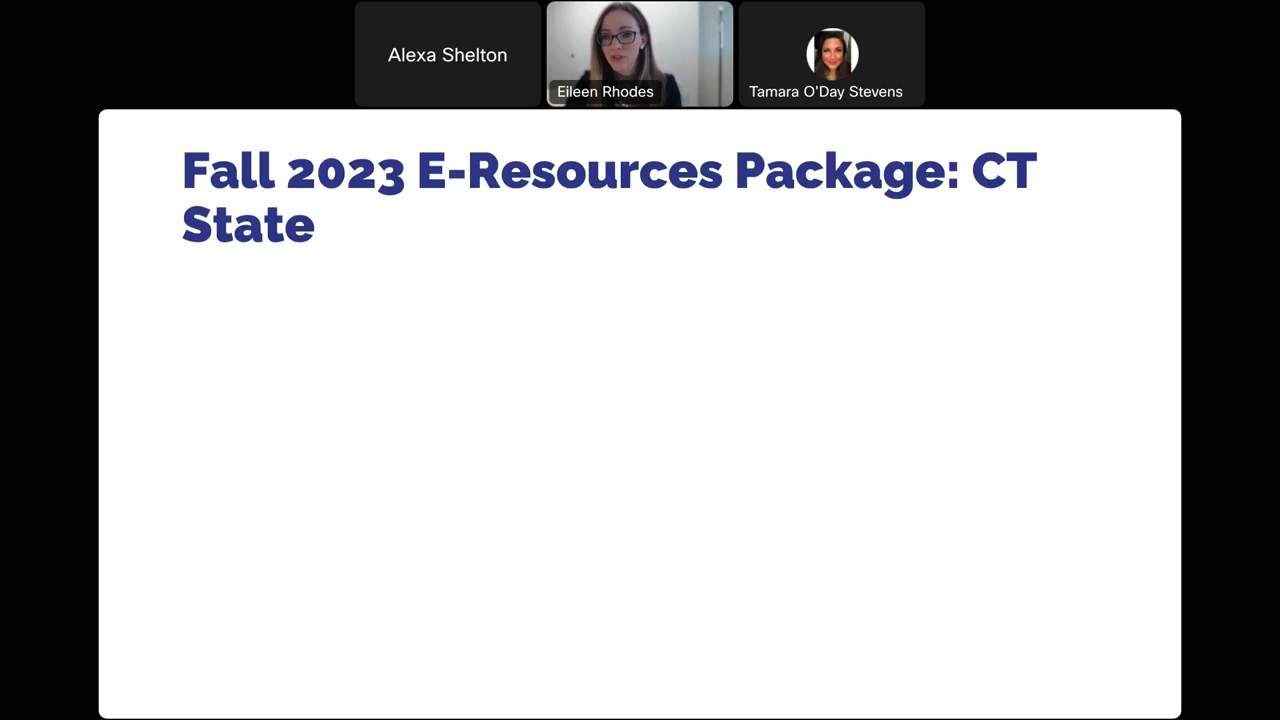 Alexa Shelton
Eileen Rhodes
Tamara O'Day Stevens
Fall 2023 E-Resources Package: CT
State